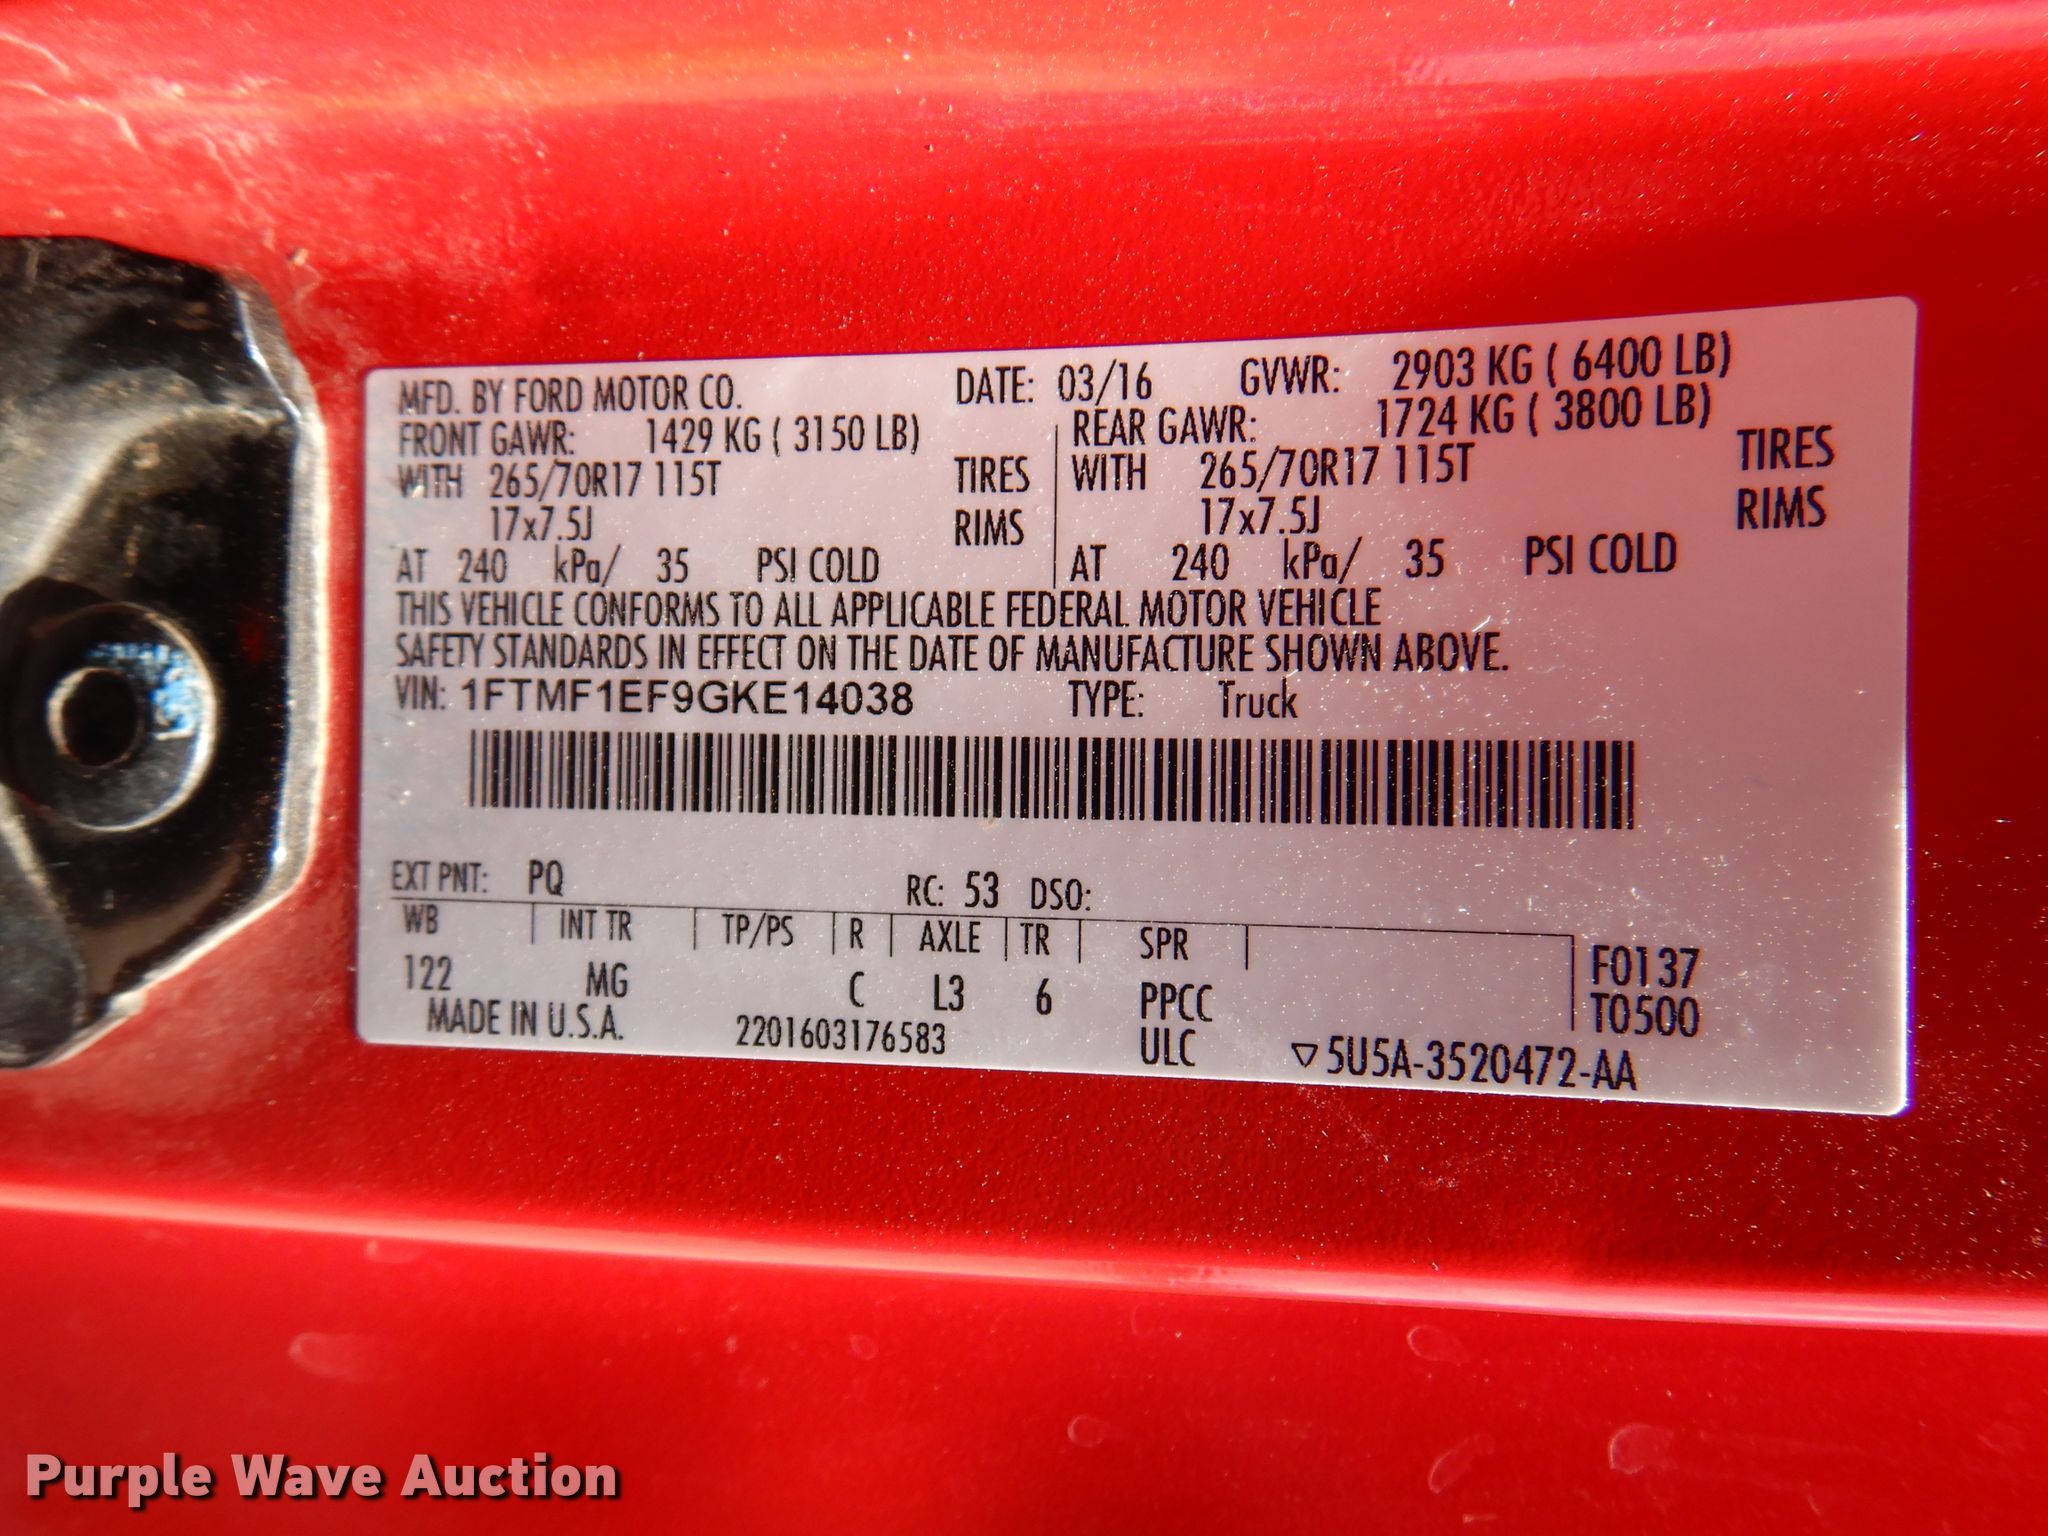 MFD. BY FORD MOTOR CO. DATE: 03/16 GVWR: 2903 KG ( 6400 LB)
FRONT GAWR: 1429 KG ( 3150 LB) REAR GAWR: 1724 KG ( 3800 LB)
WITH 265/70R17 115T TIRES WITH 265/70R17 115T TIRES
17x7.5J RIMS 17x7.5J RIMS
AT 240 kPa/ 35 PSI COLD AT 240 kPa/ 35 PSI COLD
THIS VEHICLE CONFORMS TO ALL APPLICABLE FEDERAL MOTOR VEHICLE
SAFETY STANDARDS IN EFFECT ON THE DATE OF MANUFACTURE SHOWN ABOVE.
VIN: 1FTMF1EF9GKE14038 TYPE: Truck
EXT PNT: PQ RC: 53 DSO:
WB INT TR TP/PS R AXLE TR SPR F0137
122 MG C L3 6 PPCC T0500
MADE IN U.S.A. 2201603176583 ULC ▽5U5A-3520472-AA
Purple Wave Auction